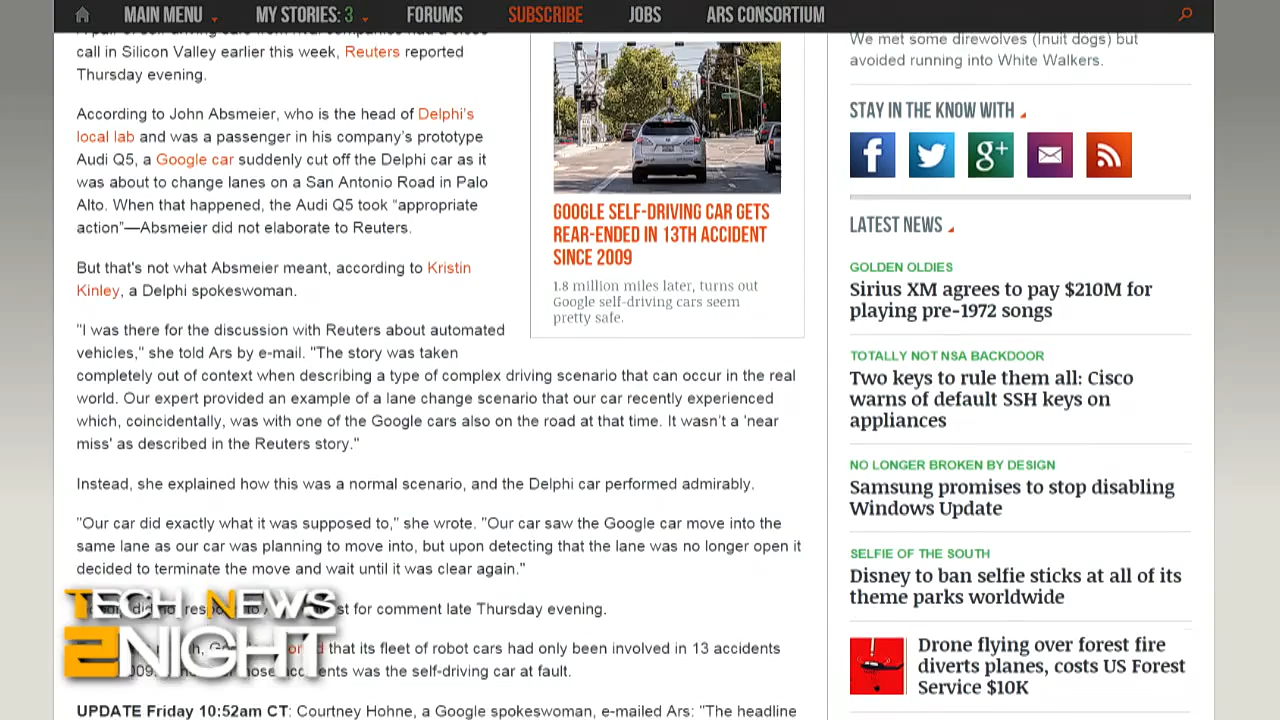 MAIN MENU
MY STORIES: 3
FORUMS
SUBSCRIBE
JOBS
ARS CONSORTIUM
call in Silicon Valley earlier this week, Reuters reported
Thursday evening.
According to John Absmeier, who is the head of Delphi's
local lab and was a passenger in his company's prototype
Audi Q5, a Google car suddenly cut off the Delphi car as it
was about to change lanes on a San Antonio Road in Palo
Alto. When that happened, the Audi Q5 took "appropriate
action"—Absmeier did not elaborate to Reuters.
But that's not what Absmeier meant, according to Kristin
Kinley, a Delphi spokeswoman.
"I was there for the discussion with Reuters about automated
vehicles," she told Ars by e-mail. "The story was taken
completely out of context when describing a type of complex driving scenario that can occur in the real
world. Our expert provided an example of a lane change scenario that our car recently experienced
which, coincidentally, was with one of the Google cars also on the road at that time. It wasn't a 'near
miss' as described in the Reuters story."
Instead, she explained how this was a normal scenario, and the Delphi car performed admirably.
"Our car did exactly what it was supposed to," she wrote. "Our car saw the Google car move into the
same lane as our car was planning to move into, but upon detecting that the lane was no longer open it
decided to terminate the move and wait until it was clear again."
for comment late Thursday evening.
that its fleet of robot cars had only been involved in 13 accidents
was the self-driving car at fault.
UPDATE Friday 10:52am CT: Courtney Hohne, a Google spokeswoman, e-mailed Ars: "The headline
TECH NEWS
2NIGHT
GOOGLE SELF-DRIVING CAR GETS
REAR-ENDED IN 13TH ACCIDENT
SINCE 2009
1.8 million miles later, turns out
Google self-driving cars seem
pretty safe.
We met some direwolves (Inuit dogs) but
avoided running into White Walkers.
STAY IN THE KNOW WITH
f
g+
LATEST NEWS
GOLDEN OLDIES
Sirius XM agrees to pay $210M for
playing pre-1972 songs
TOTALLY NOT NSA BACKDOOR
Two keys to rule them all: Cisco
warns of default SSH keys on
appliances
NO LONGER BROKEN BY DESIGN
Samsung promises to stop disabling
Windows Update
SELFIE OF THE SOUTH
Disney to ban selfie sticks at all of its
theme parks worldwide
Drone flying over forest fire
diverts planes, costs US Forest
Service $10K